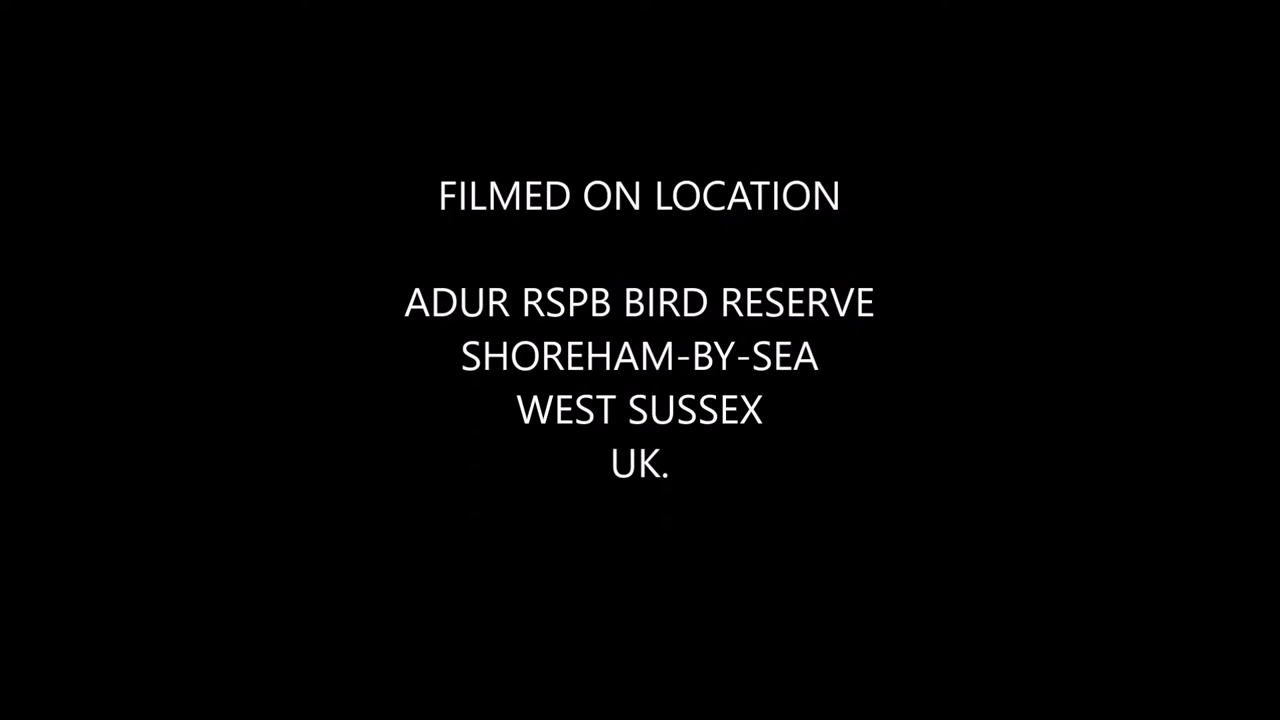 FILMED ON LOCATION
ADUR RSPB BIRD RESERVE
SHOREHAM-BY-SEA
WEST SUSSEX
UK.